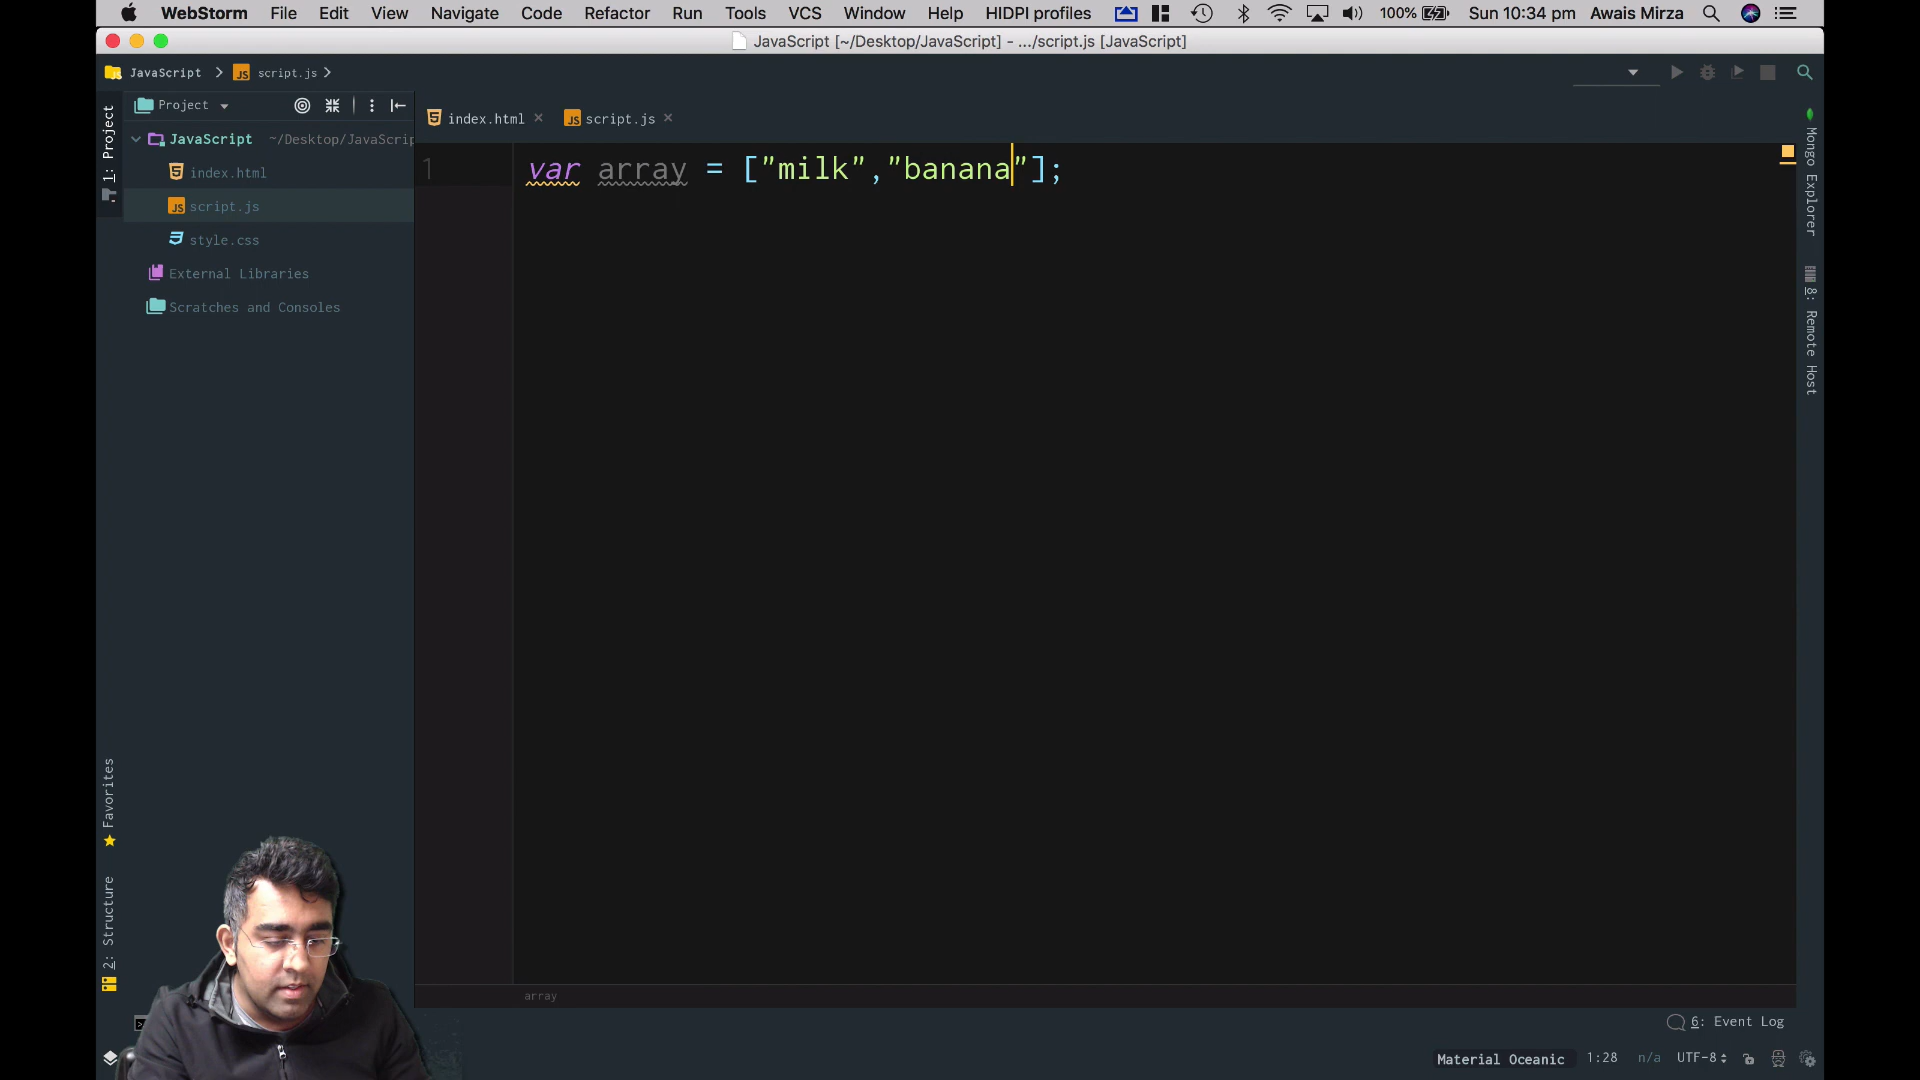 WebStorm File Edit View Navigate Code Refactor Run Tools VCS Window Help HIDPI profiles 100% Sun 10:34 pm Awais Mirza
JavaScript [~/Desktop/JavaScript] - .../script.js [JavaScript]
JavaScript script.js
Project
index.html script.js
1: Project
JavaScript ~/Desktop/JavaScrip
index.html
script.js
style.css
External Libraries
Scratches and Consoles
1 var array = ["milk","banana"];
Mongo Explorer
8: Remote Host
Favorites
2: Structure
array
6: Event Log
Material Oceanic 1:28 n/a UTF-8